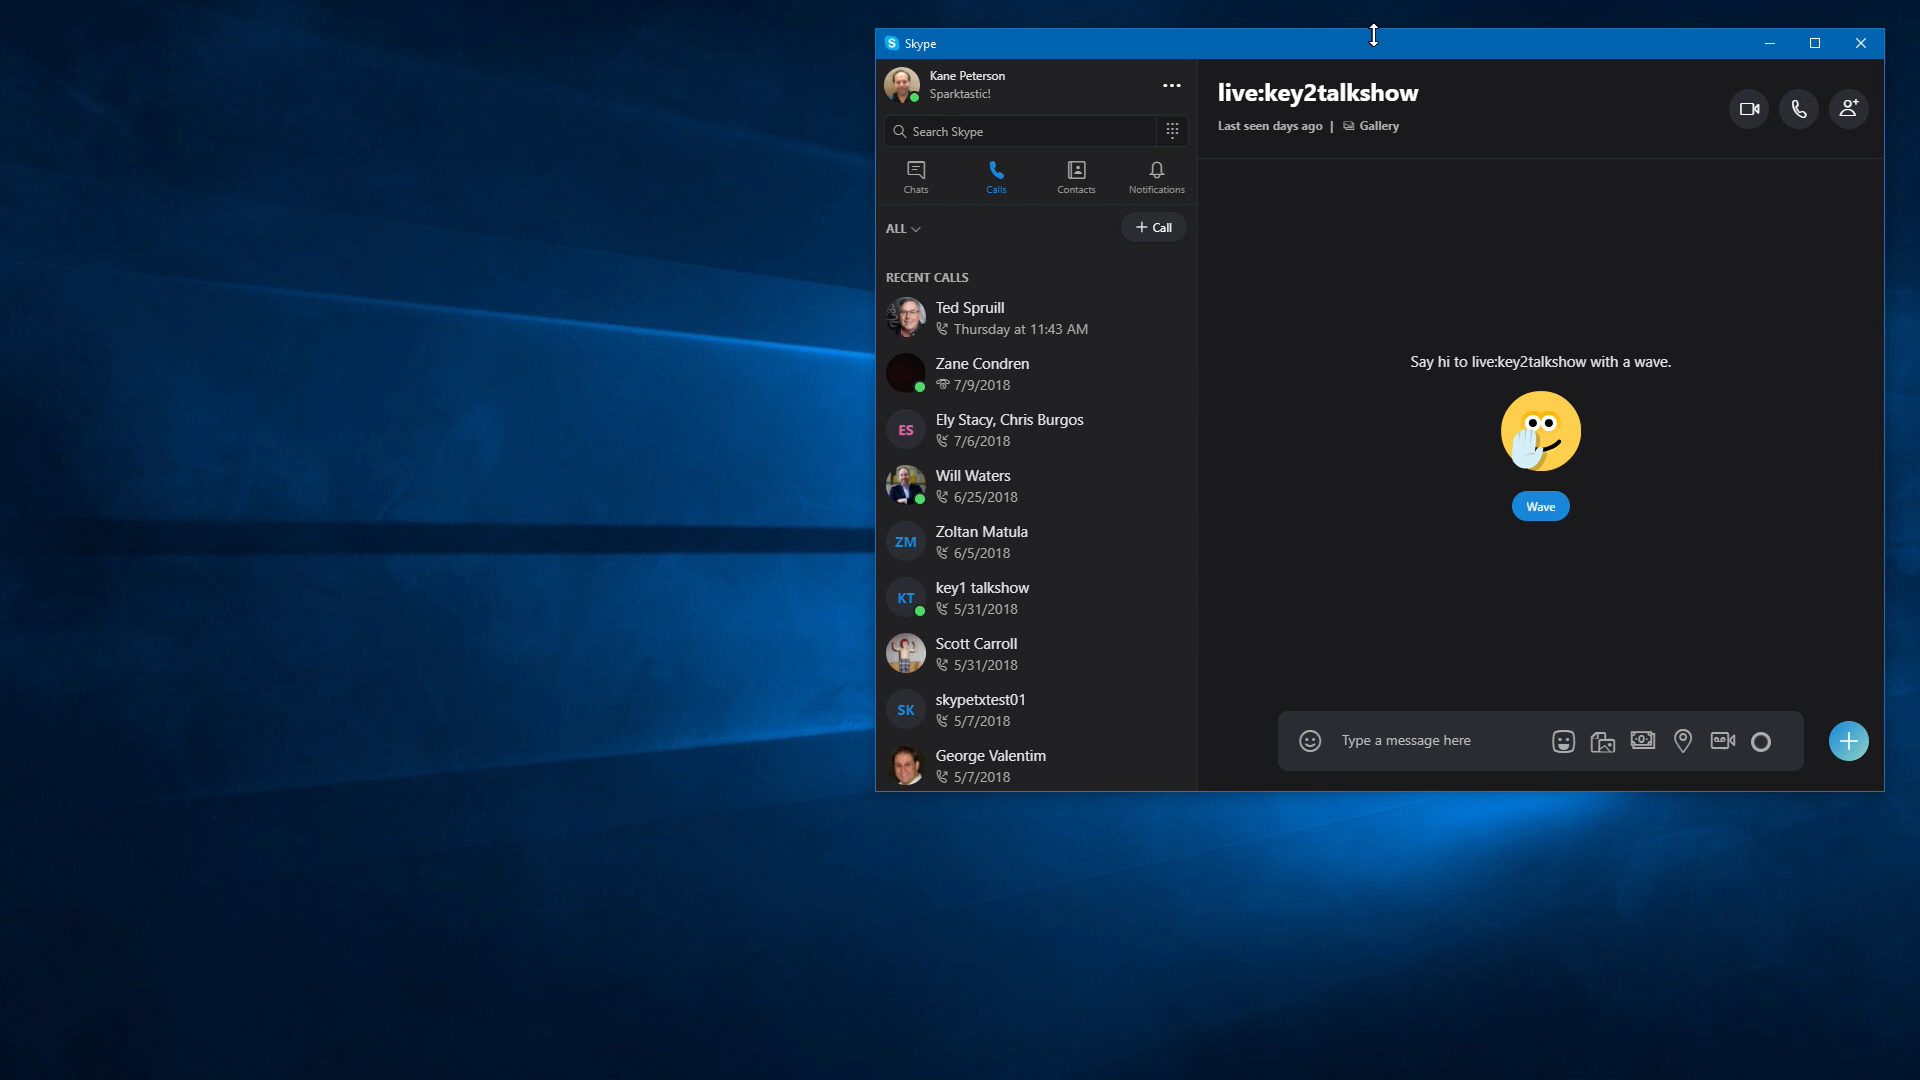 Skype
Kane Peterson
Sparktastic!
Search Skype
Chats
Calls
Contacts
Notifications
ALL
Call
RECENT CALLS
Ted Spruill
Thursday at 11:43 AM
Zane Condren
7/9/2018
ES
Ely Stacy, Chris Burgos
7/6/2018
Will Waters
6/25/2018
ZM
Zoltan Matula
6/5/2018
KT
key1 talkshow
5/31/2018
Scott Carroll
5/31/2018
SK
skypetxtest01
5/7/2018
George Valentim
5/7/2018
live:key2talkshow
Last seen days ago | Gallery
Say hi to live:key2talkshow with a wave.
Wave
Type a message here